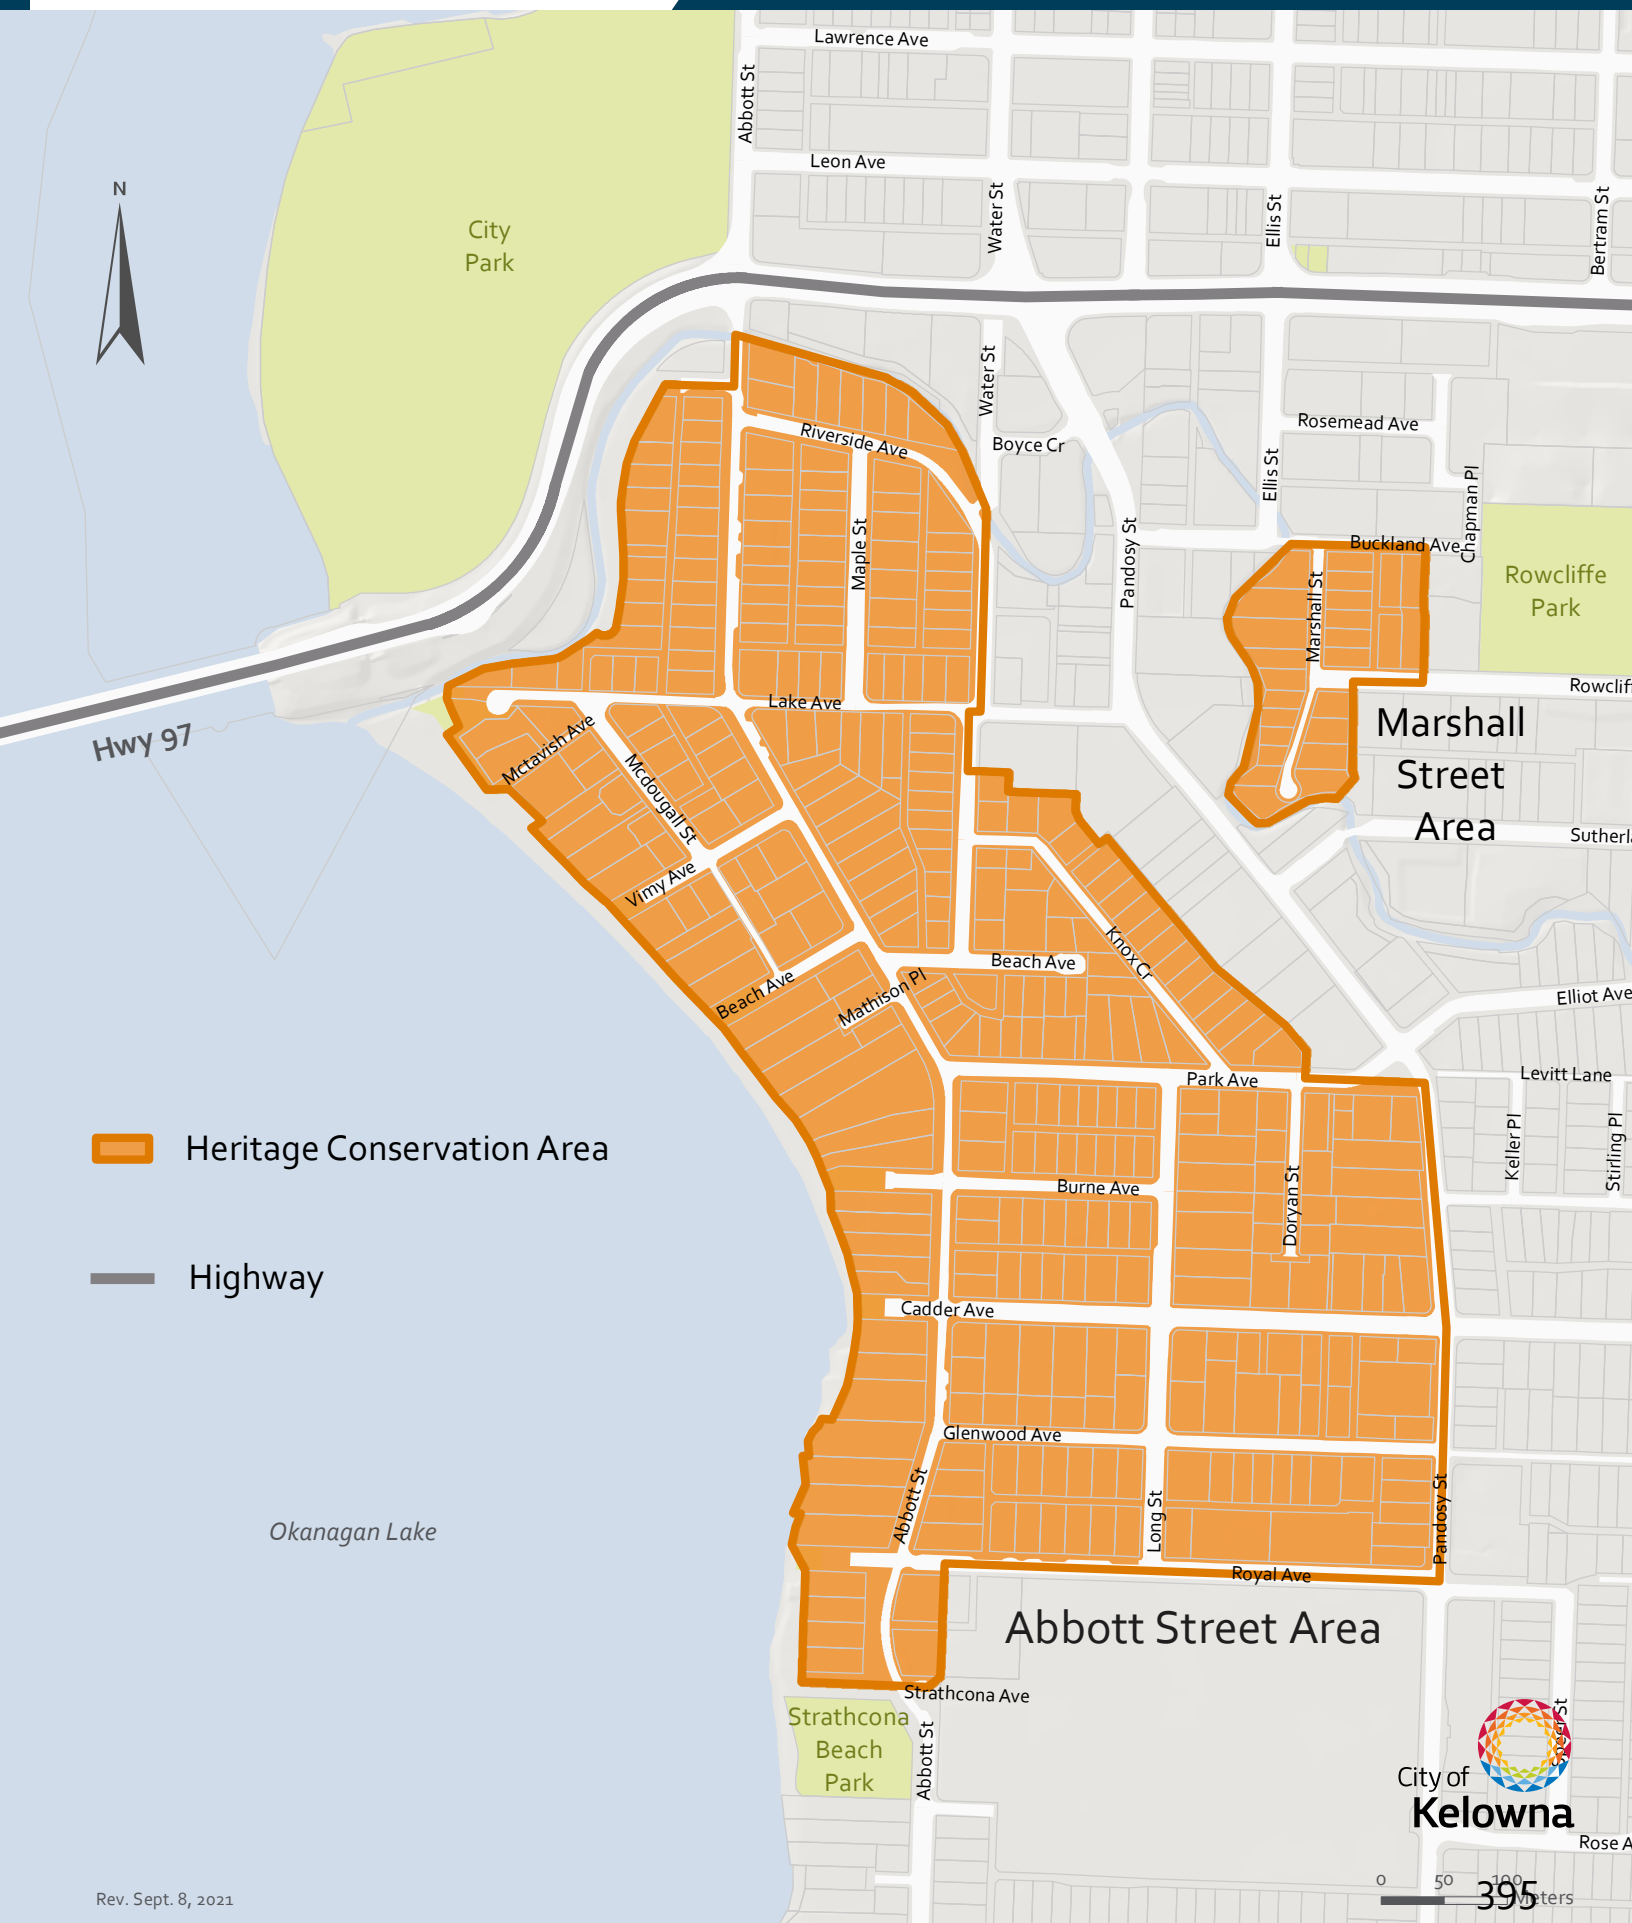 Lawrence Ave
Abbott St
Leon Ave
Water St
Ellis St
Bertram St
N
City
Park
Water St
Riverside Ave
Boyce Cr
Rosemead Ave
Ellis St
Chapman Pl
Maple St
Pandosy St
Buckland Ave
Marshall St
Rowcliffe
Park
Lake Ave
Mctavish Ave
Mcdougall St
Hwy 97
Marshall
Street
Area
Vimy Ave
Knox Cr
Beach Ave
Beach Ave
Mathison Pl
Elliot Ave
Park Ave
Levitt Lane
Keller Pl
Stirling Pl
Heritage Conservation Area
Doryan St
Burne Ave
Highway
Cadder Ave
Glenwood Ave
Abbott St
Long St
Pandosy St
Okanagan Lake
Royal Ave
Abbott Street Area
Strathcona Ave
Strathcona
Beach
Park
Abbott St
City of
Kelowna
Rose A
0 50 100
Meters
395
Rev. Sept. 8, 2021